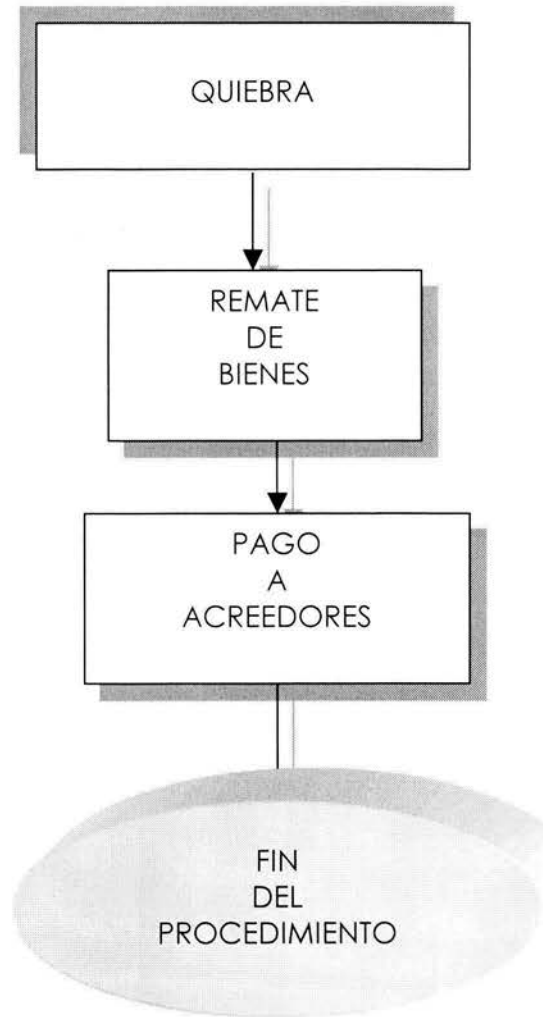 QUIEBRA
REMATE
DE
BIENES
PAGO
A
ACREEDORES
FIN
DEL
PROCEDIMIENTO